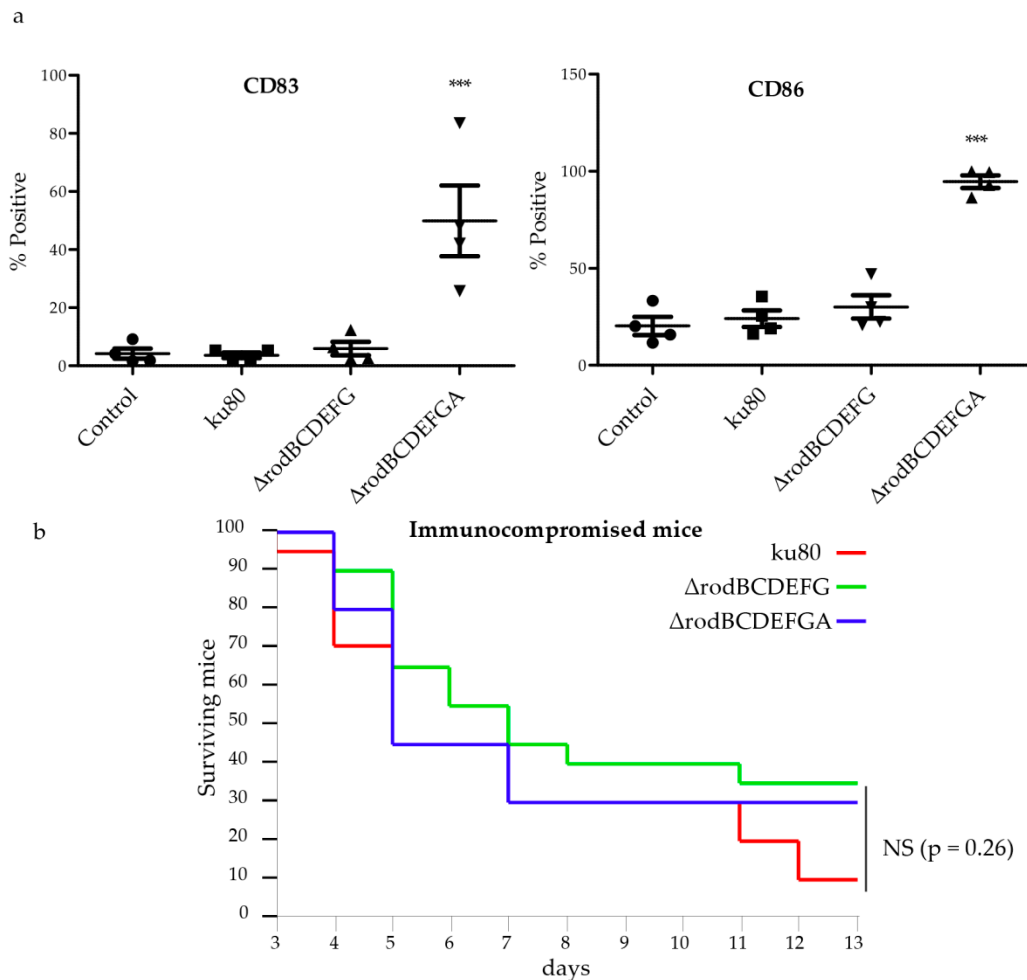 a
CD83
***
% Positive
100
80
60
40
20
0
Control
ku80
ΔrodBCDEFG
ΔrodBCDEFGA
CD86
***
% Positive
150
100
50
0
Control
ku80
ΔrodBCDEFG
ΔrodBCDEFGA
b
Immunocompromised mice
ku80
ΔrodBCDEFG
ΔrodBCDEFGA
Surviving mice
100
90
80
70
60
50
40
30
20
10
0
NS (p = 0.26)
3 4 5 6 7 8 9 10 11 12 13
days